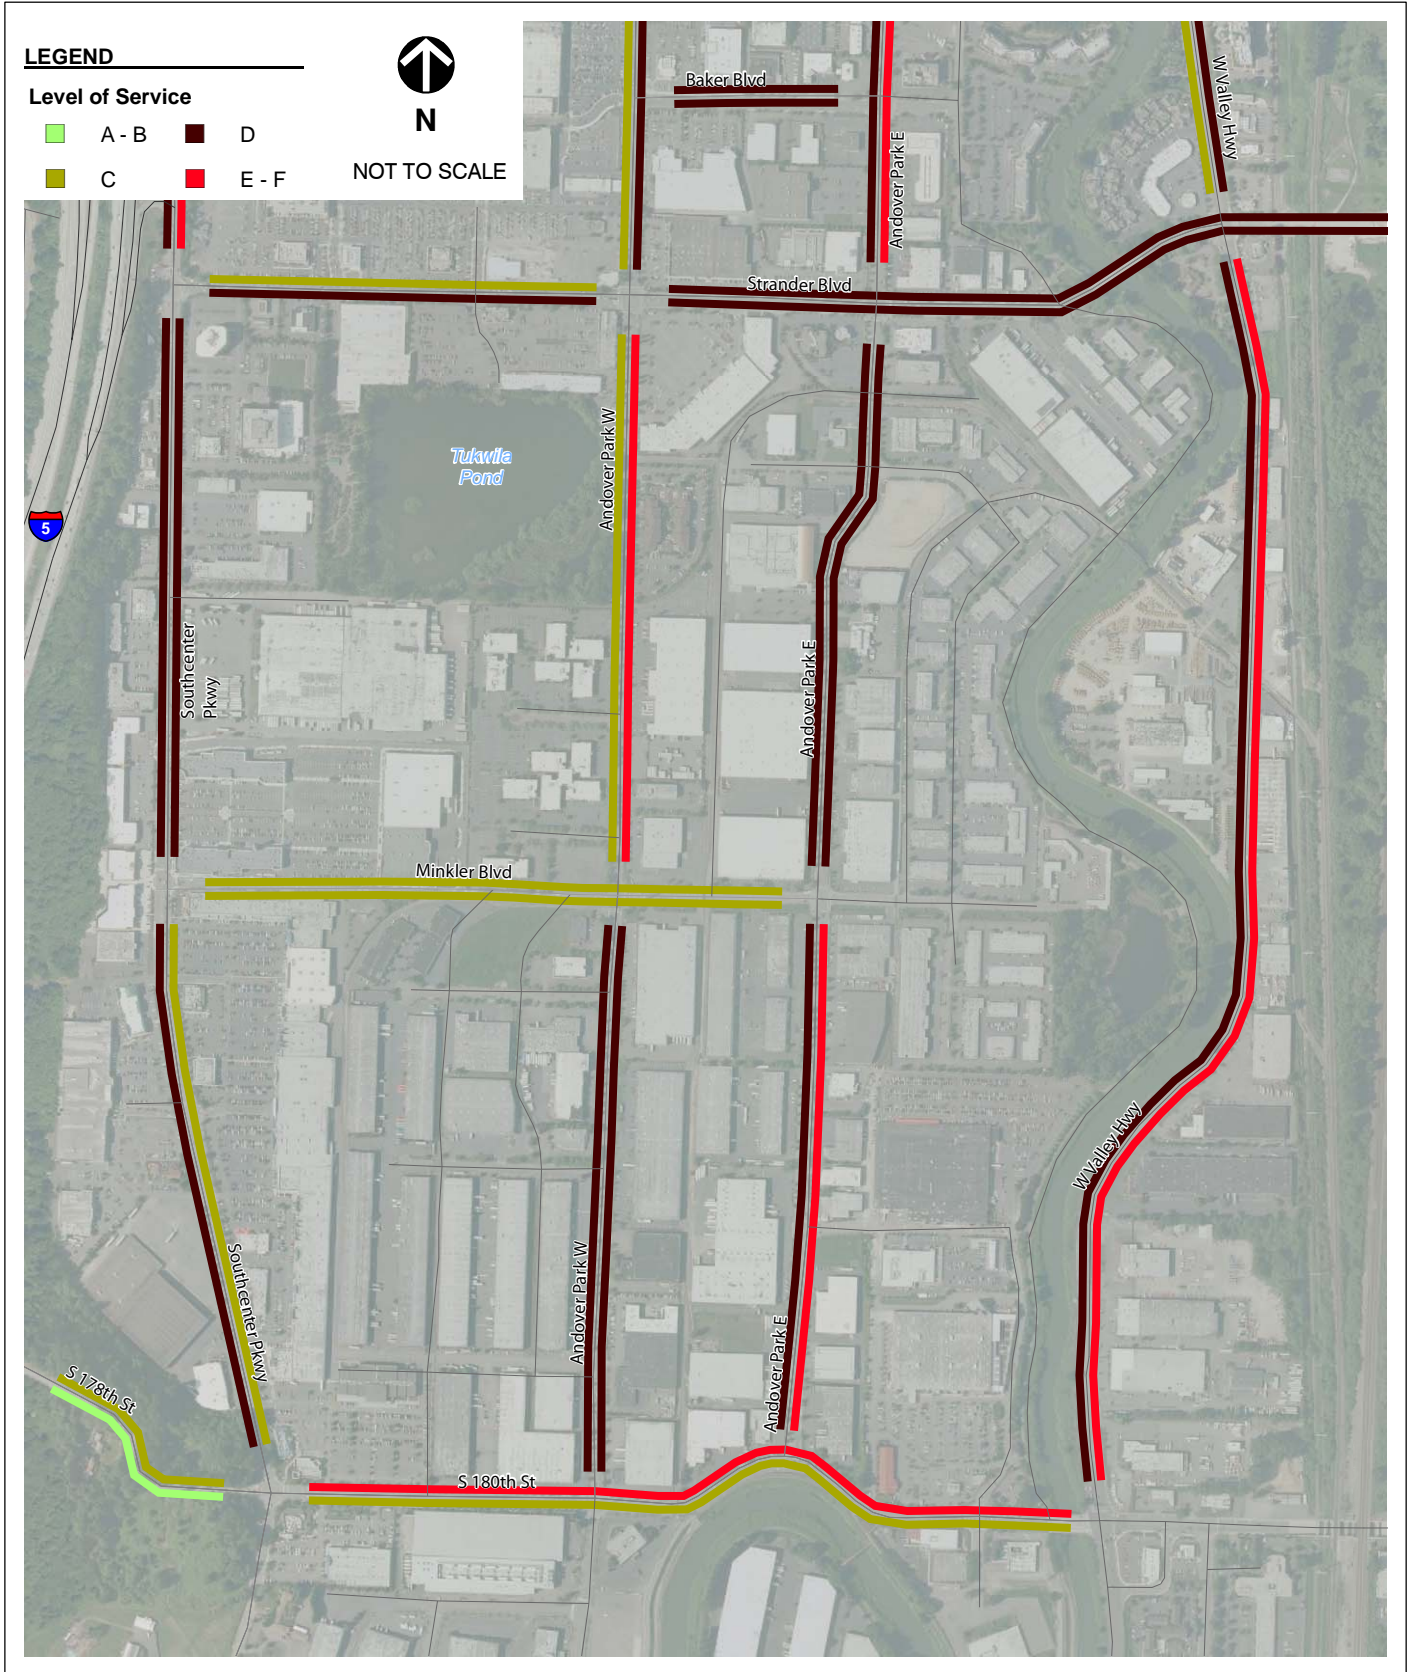 LEGEND
Level of Service
A - B
D
C
E - F
N
NOT TO SCALE
Baker Blvd
W Valley Hwy
Andover Park E
Strander Blvd
Andover Park W
Tukwila
Pond
5
Southcenter
Pkwy
Andover Park E
Minkler Blvd
W Valley Hwy
Southcenter Pkwy
Andover Park W
Andover Park E
S 178th St
S 180th St